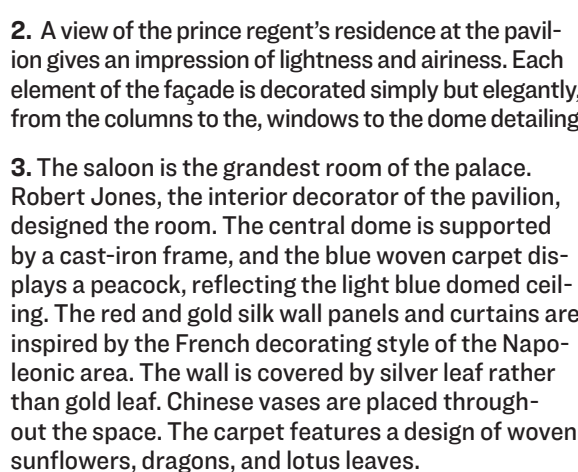 2. A view of the prince regent’s residence at the pavil-
ion gives an impression of lightness and airiness. Each
element of the façade is decorated simply but elegantly,
from the columns to the, windows to the dome detailing
3. The saloon is the grandest room of the palace.
Robert Jones, the interior decorator of the pavilion,
designed the room. The central dome is supported
by a cast-iron frame, and the blue woven carpet dis-
plays a peacock, reflecting the light blue domed ceil-
ing. The red and gold silk wall panels and curtains are
inspired by the French decorating style of the Napo-
leonic area. The wall is covered by silver leaf rather
than gold leaf. Chinese vases are placed through-
out the space. The carpet features a design of woven
sunflowers, dragons, and lotus leaves.